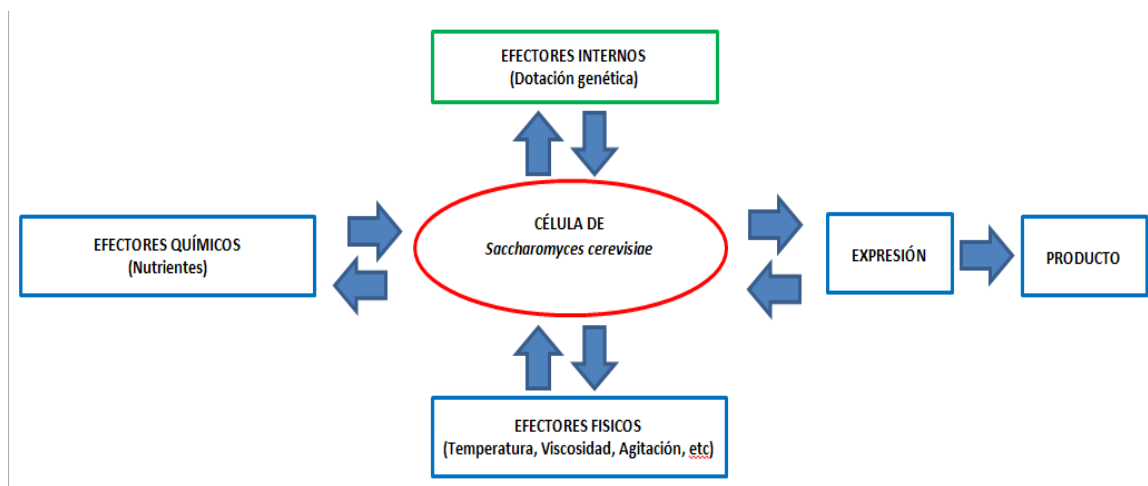 EFECTORES INTERNOS
(Dotación genética)
EFECTORES QUÍMICOS
(Nutrientes)
CÉLULA DE
Saccharomyces cerevisiae
EXPRESIÓN
PRODUCTO
EFECTORES FISICOS
(Temperatura, Viscosidad, Agitación, etc)